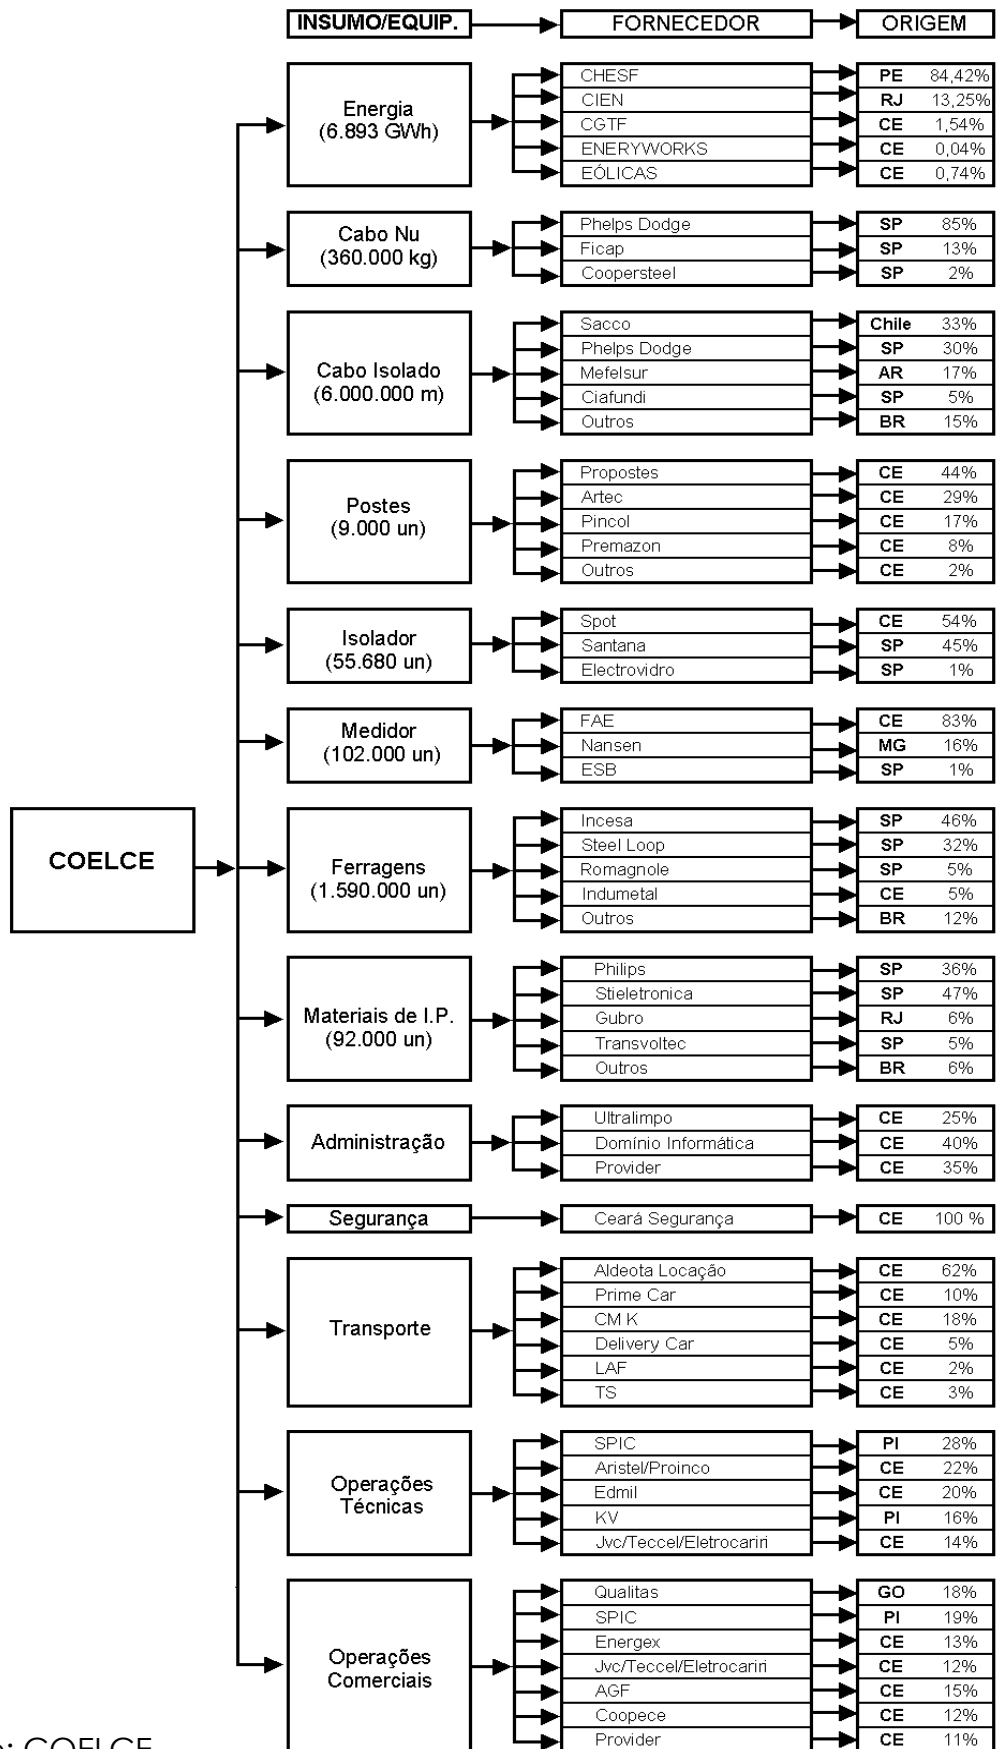 INSUMO/EQUIP. FORNECEDOR ORIGEM
Energia
(6.893 GWh)
CHESF PE 84,42%
CIEN RJ 13,25%
CGTF CE 1,54%
ENERYWORKS CE 0,04%
EÓLICAS CE 0,74%
Cabo Nu
(360.000 kg)
Phelps Dodge SP 85%
Ficap SP 13%
Coopersteel SP 2%
Cabo Isolado
(6.000.000 m)
Sacco Chile 33%
Phelps Dodge SP 30%
Mefelsur AR 17%
Ciafundi SP 5%
Outros BR 15%
Postes
(9.000 un)
Propostes CE 44%
Artec CE 29%
Pincol CE 17%
Premazon CE 8%
Outros CE 2%
Isolador
(55.680 un)
Spot CE 54%
Santana SP 45%
Electrovidro SP 1%
Medidor
(102.000 un)
FAE CE 83%
Nansen MG 16%
ESB SP 1%
COELCE
Ferragens
(1.590.000 un)
Incesa SP 46%
Steel Loop SP 32%
Romagnole SP 5%
Indumetal CE 5%
Outros BR 12%
Materiais de I.P.
(92.000 un)
Philips SP 36%
Stieletronica SP 47%
Gubro RJ 6%
Transvoltec SP 5%
Outros BR 6%
Administração
Ultralimpo CE 25%
Domínio Informática CE 40%
Provider CE 35%
Segurança Ceará Segurança CE 100 %
Transporte
Aldeota Locação CE 62%
Prime Car CE 10%
CM K CE 18%
Delivery Car CE 5%
LAF CE 2%
TS CE 3%
Operações
Técnicas
SPIC PI 28%
Aristel/Proinco CE 22%
Edmil CE 20%
KV PI 16%
Jvc/Teccel/Eletrocariri CE 14%
Operações
Comerciais
Qualitas GO 18%
SPIC PI 19%
Energex CE 13%
Jvc/Teccel/Eletrocariri CE 12%
AGF CE 15%
Coopece CE 12%
Provider CE 11%
: COELCE